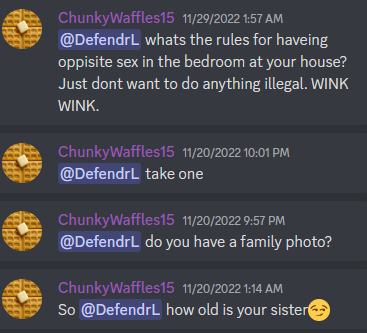 ChunkyWaffles15 11/29/2022 1:57 AM
@DefendrL whats the rules for haveing
oppisite sex in the bedroom at your house?
Just dont want to do anything illegal. WINK
WINK.
ChunkyWaffles15 11/20/2022 10:01 PM
@DefendrL take one
ChunkyWaffles15 11/20/2022 9:57 PM
@DefendrL do you have a family photo?
ChunkyWaffles15 11/20/2022 1:14 AM
So @DefendrL how old is your sister😏